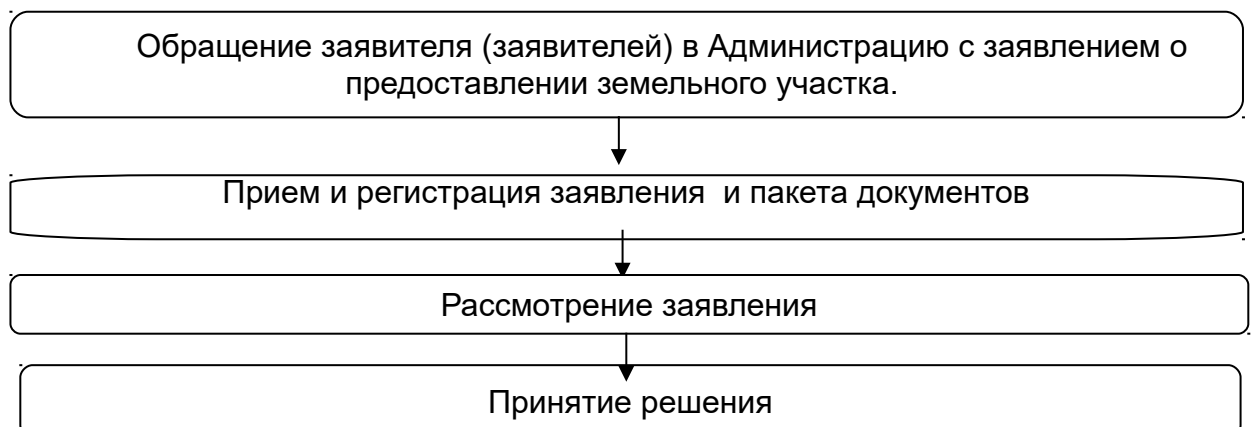 Обращение заявителя (заявителей) в Администрацию с заявлением о
предоставлении земельного участка.
Прием и регистрация заявления  и пакета документов
Рассмотрение заявления
Принятие решения